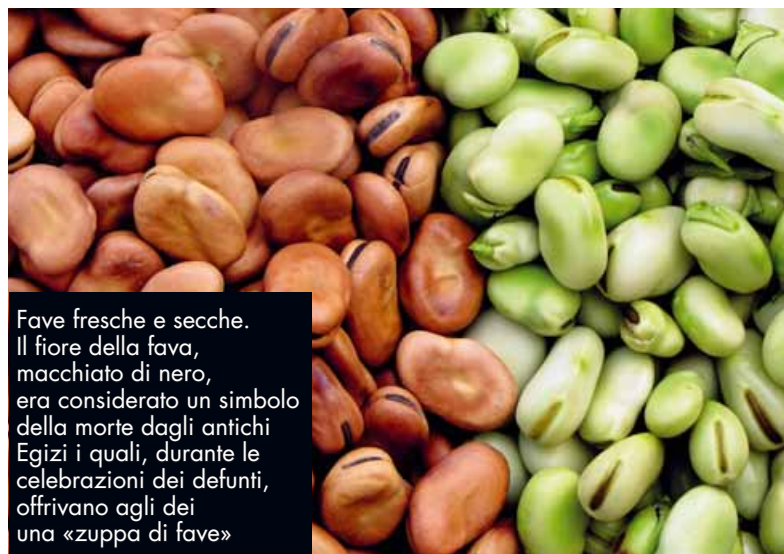 Fave fresche e secche.
Il fiore della fava,
macchiato di nero,
era considerato un simbolo
della morte dagli antichi
Egizi i quali, durante le
celebrazioni dei defunti,
offrivano agli dei
una «zuppa di fave»